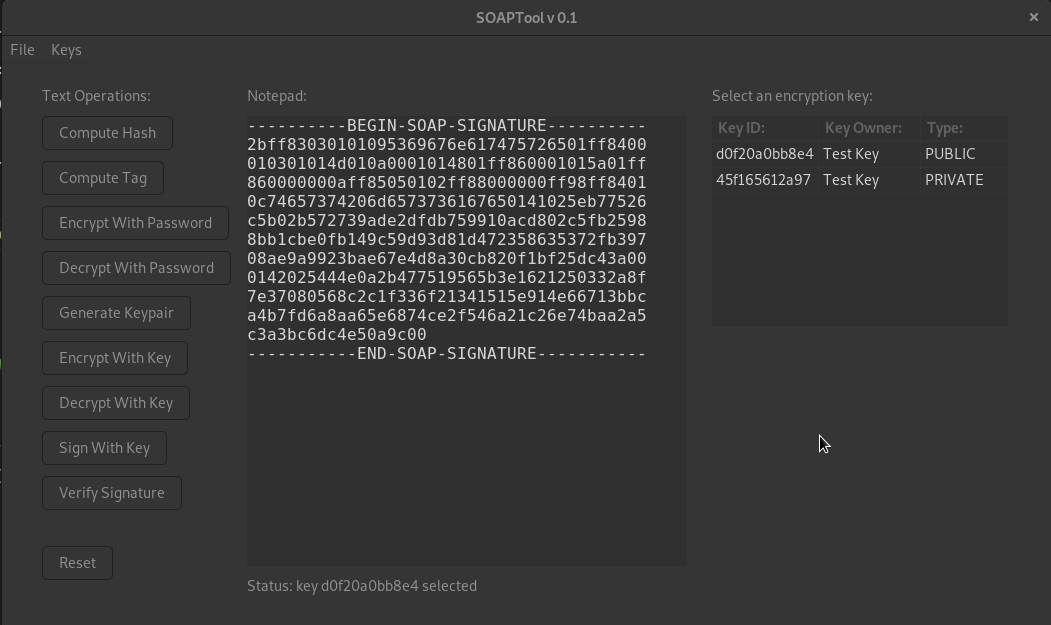 SOAPTool v 0.1
File Keys
Text Operations:
Compute Hash
Compute Tag
Encrypt With Password
Decrypt With Password
Generate Keypair
Encrypt With Key
Decrypt With Key
Sign With Key
Verify Signature
Reset
Notepad:
----------BEGIN-SOAP-SIGNATURE----------
2bff83030101095369676e617475726501ff8400
010301014d010a0001014801ff860001015a01ff
860000000aff85050102ff88000000ff98ff8401
0c74657374206d6573736167650141025eb77526
c5b02b572739ade2dfdb759910acd802c5fb2598
8bb1cbe0fb149c59d93d81d472358635372fb397
08ae9a9923bae67e4d8a30cb820f1bf25dc43a00
0142025444e0a2b477519565b3e1621250332a8f
7e37080568c2c1f336f21341515e914e66713bbc
a4b7fd6a8aa65e6874ce2f546a21c26e74baa2a5
c3a3bc6dc4e50a9c00
-----------END-SOAP-SIGNATURE-----------
Status: key d0f20a0bb8e4 selected
Select an encryption key:
Key ID: Key Owner: Type:
d0f20a0bb8e4 Test Key PUBLIC
45f165612a97 Test Key PRIVATE